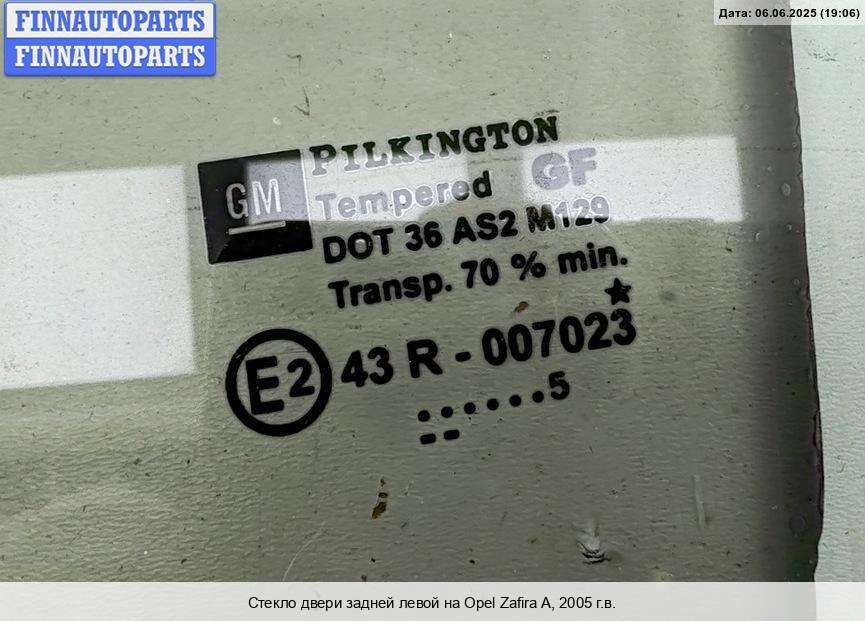 FINNAUTOPARTS
FINNAUTOPARTS
Дата: 06.06.2025 (19:06)
GM
PILKINGTON
Tempered GF
DOT 36 AS2 M129
Transp. 70 % min.
E2 43 R - 007023
......5
Стекло двери задней левой на Opel Zafira A, 2005 г.в.